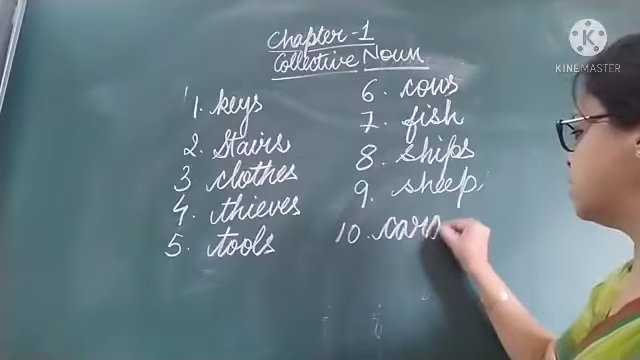 Chapter-1
Collective Noun
1. keys
2. stairs
3 clothes
4. thieves
5. tools
6. cows
7. fish
8. ships
9. sheep
10. cars
KINEMASTER